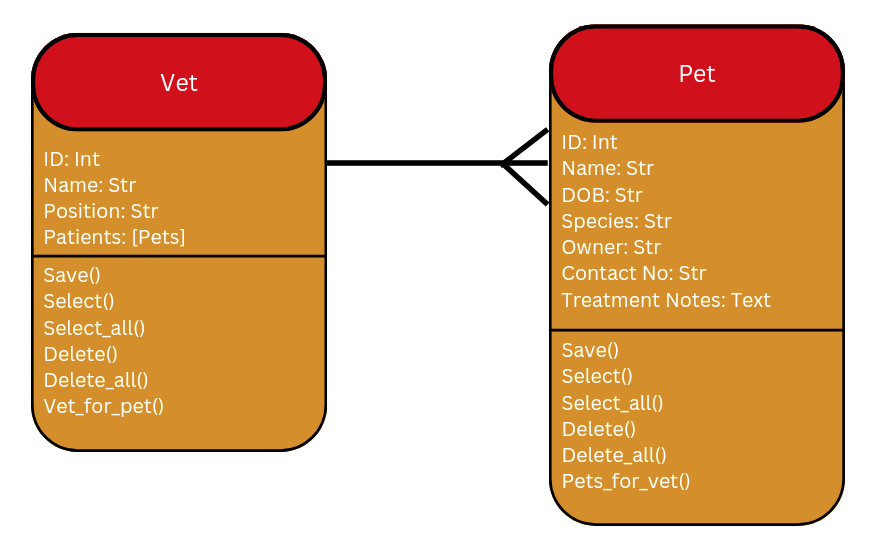 Vet
ID: Int
Name: Str
Position: Str
Patients: [Pets]
Save()
Select()
Select_all()
Delete()
Delete_all()
Vet_for_pet()
Pet
ID: Int
Name: Str
DOB: Str
Species: Str
Owner: Str
Contact No: Str
Treatment Notes: Text
Save()
Select()
Select_all()
Delete()
Delete_all()
Pets_for_vet()